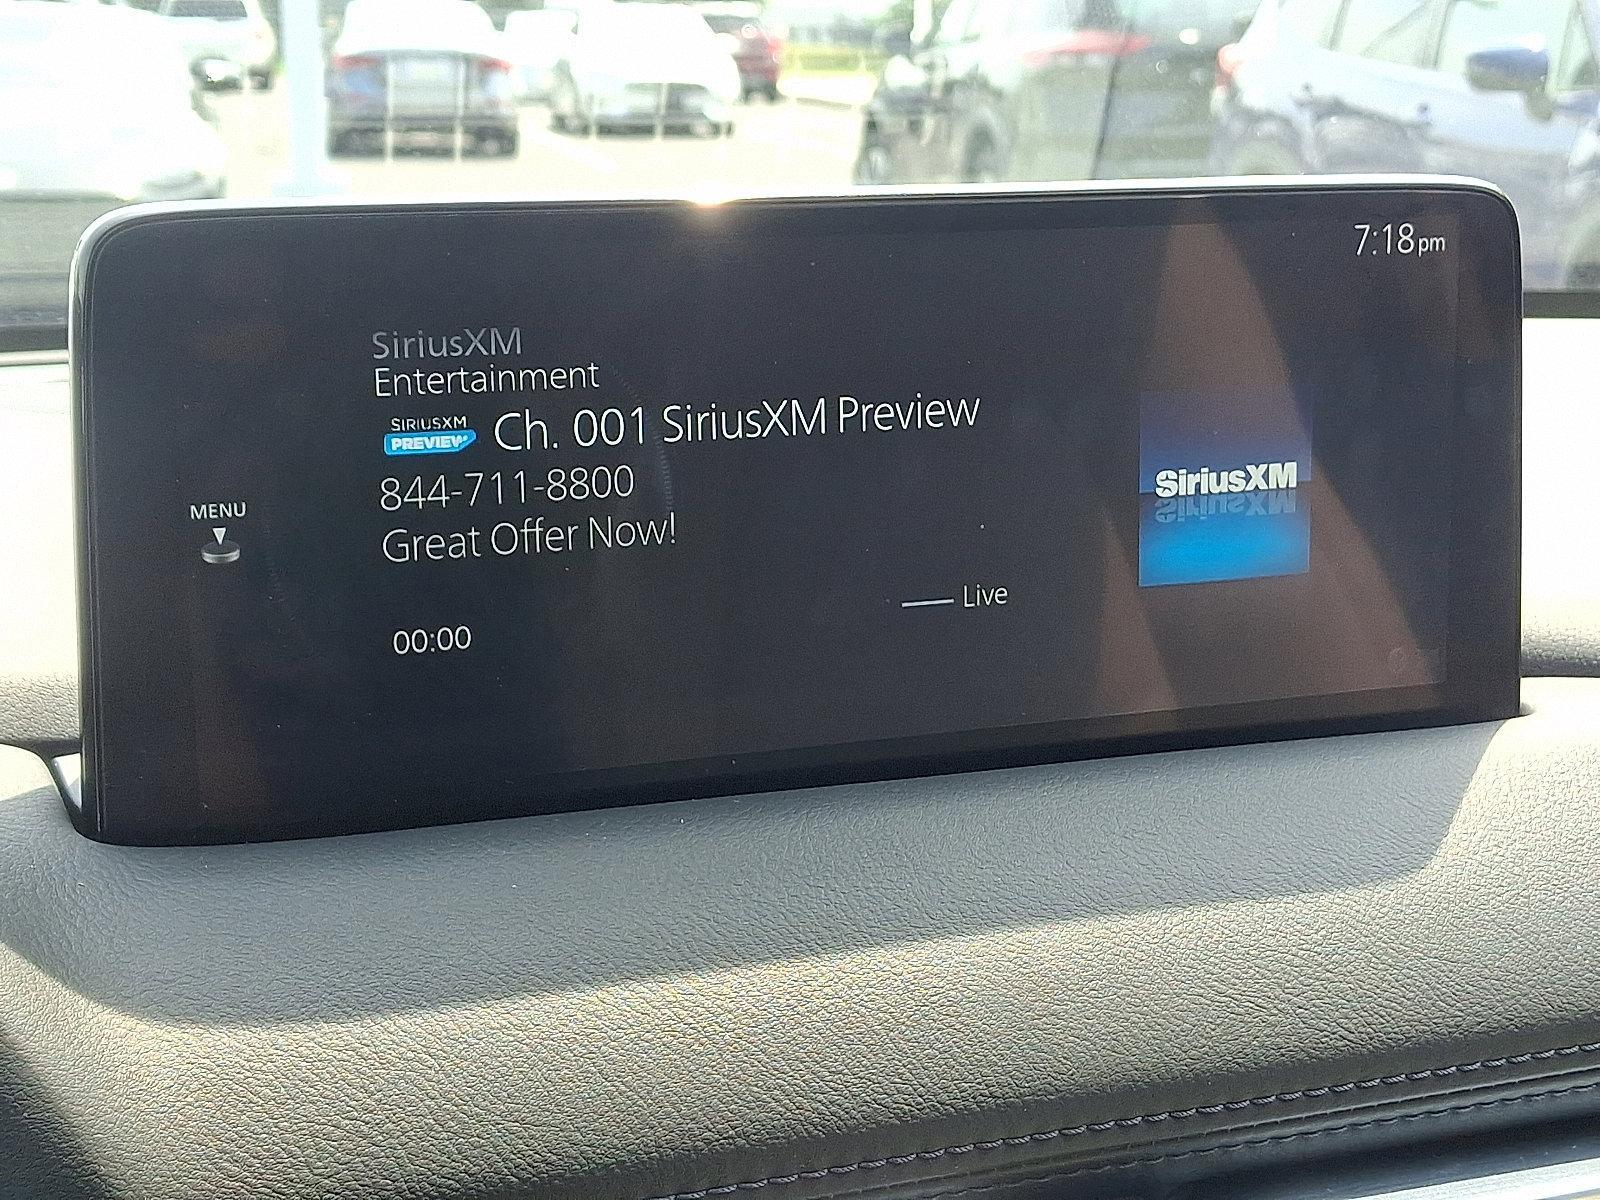 7:18pm
SiriusXM
Entertainment
SIRIUSXM
PREVIEW
Ch. 001 SiriusXM Preview
844-711-8800
Great Offer Now!
MENU
SiriusXM
Live
00:00